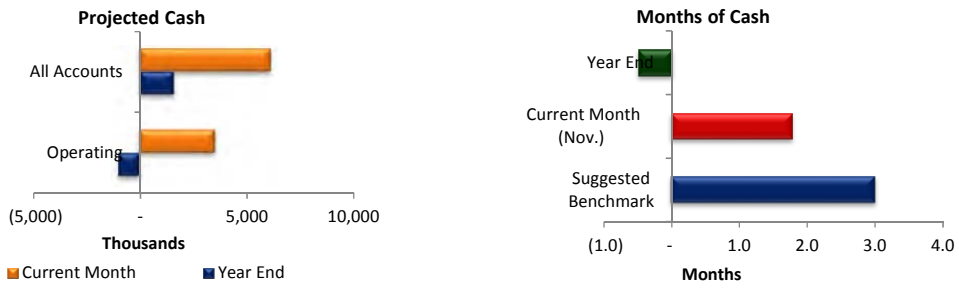 Projected Cash
All Accounts
Operating
(5,000) - 5,000 10,000
Thousands
Current Month Year End
Months of Cash
Year End
Current Month
(Nov.)
Suggested
Benchmark
(1.0) - 1.0 2.0 3.0 4.0
Months